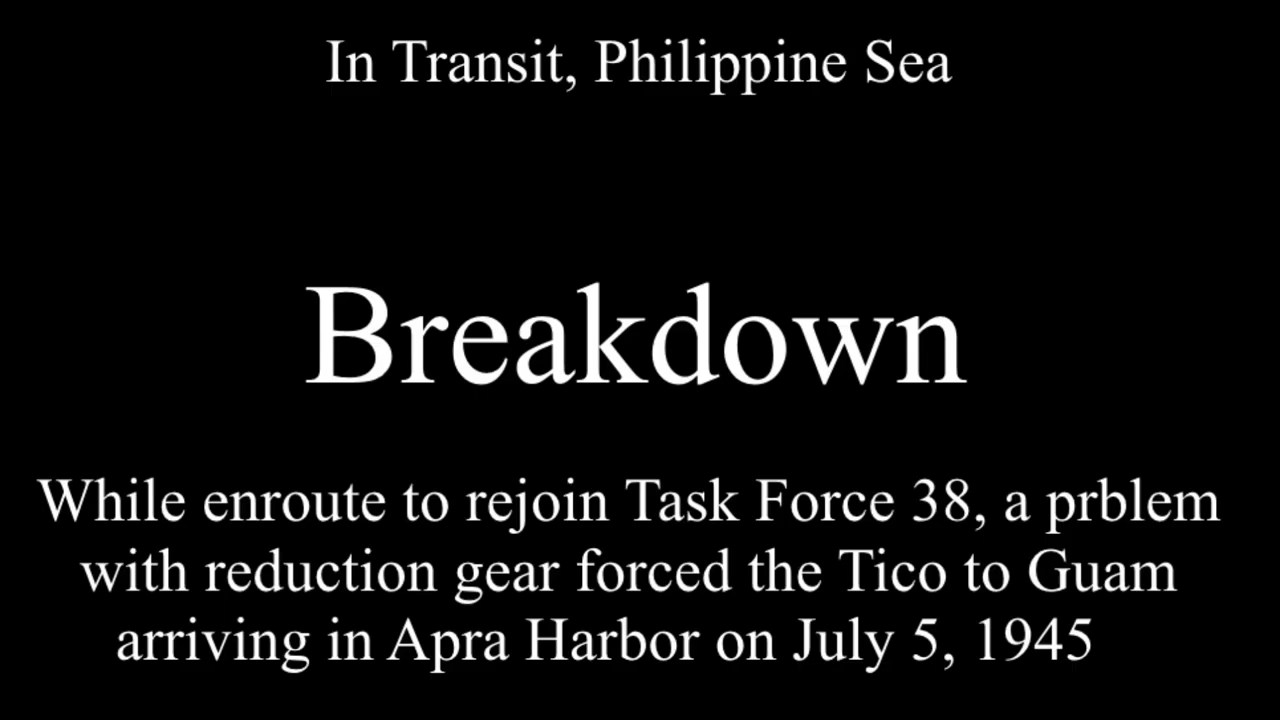 In Transit, Philippine Sea
Breakdown
While enroute to rejoin Task Force 38, a prblem
with reduction gear forced the Tico to Guam
arriving in Apra Harbor on July 5, 1945